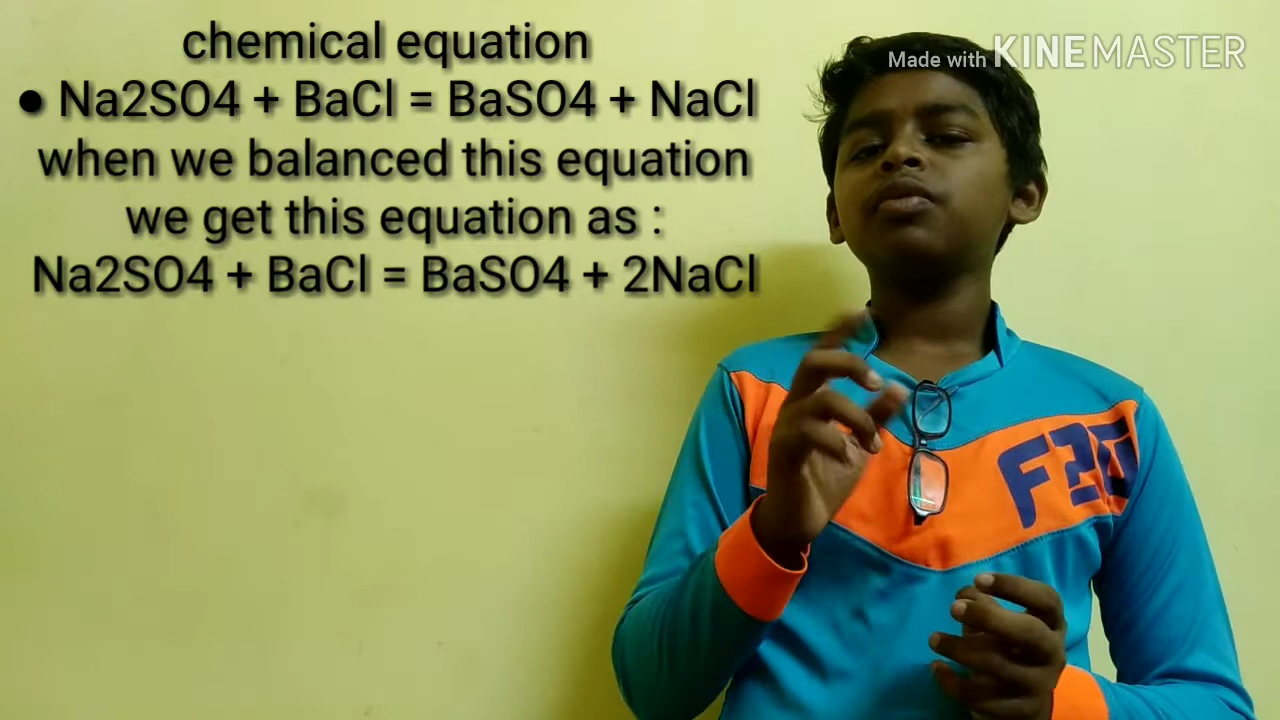 chemical equation
● Na2SO4 + BaCl = BaSO4 + NaCl
when we balanced this equation
we get this equation as :
Na2SO4 + BaCl = BaSO4 + 2NaCl
Made with KINEMASTER